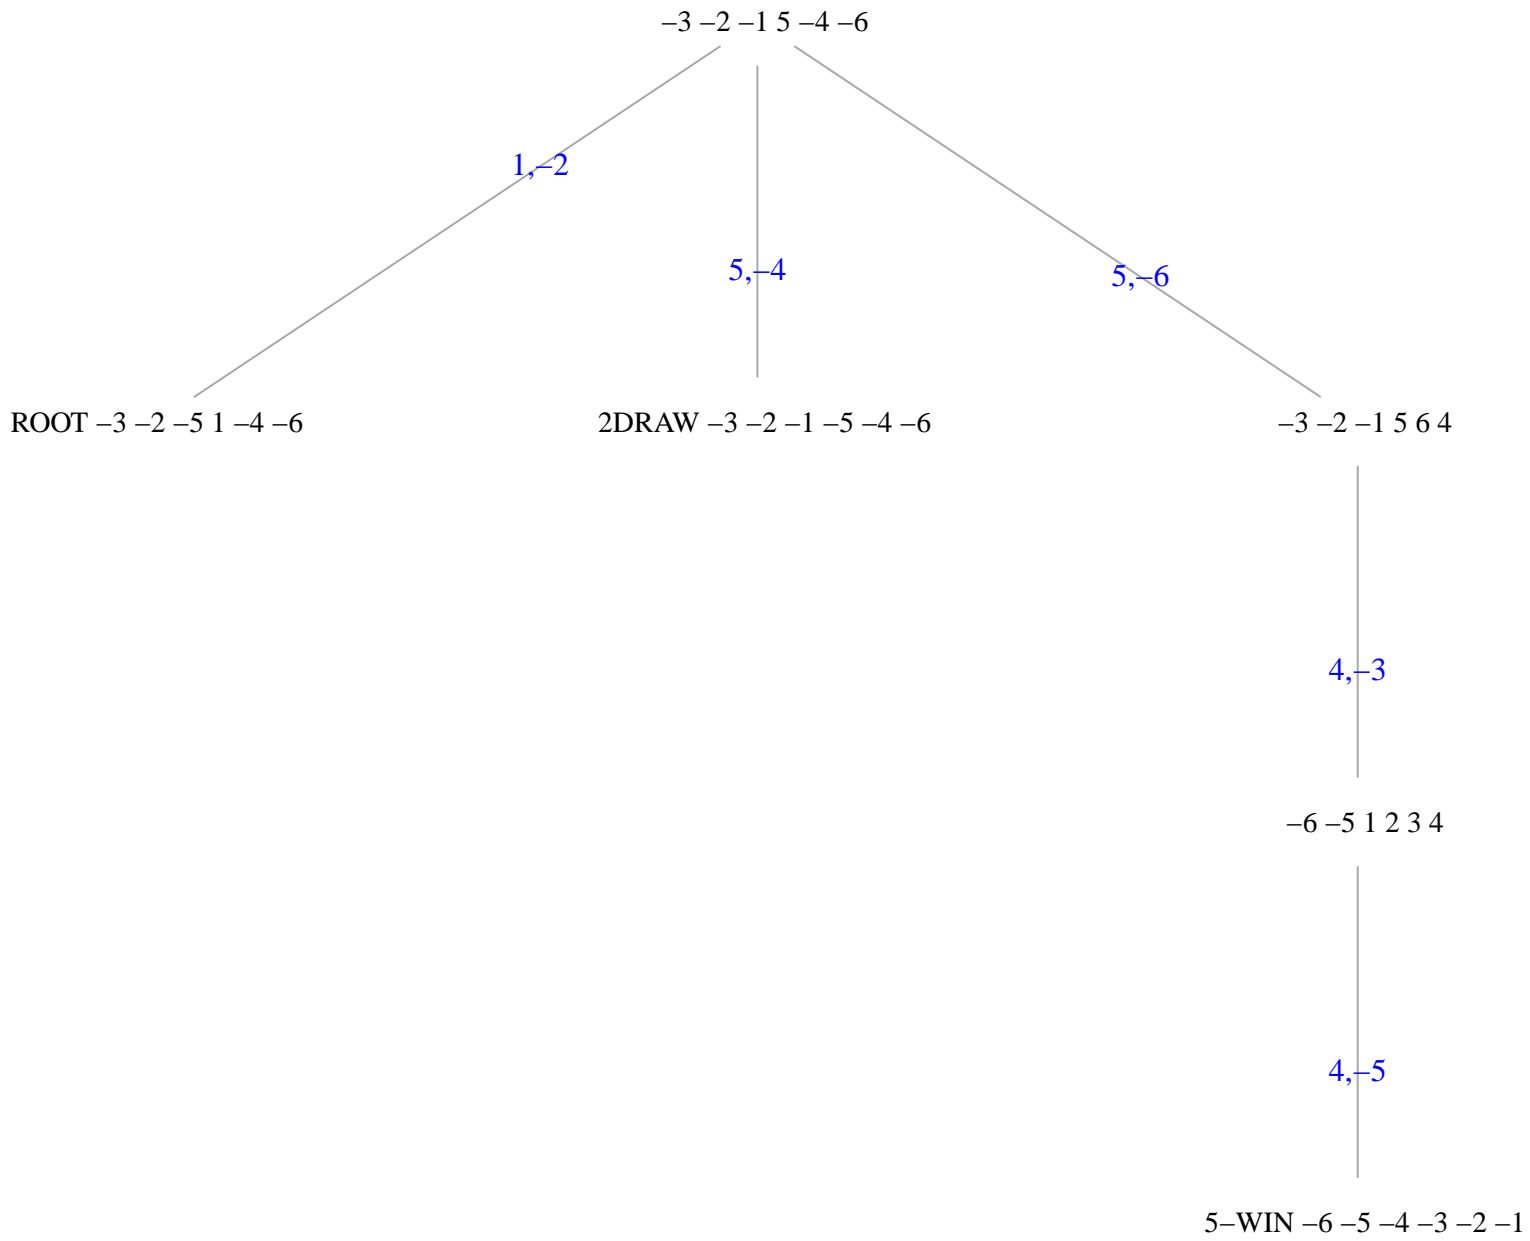 –3 –2 –1 5 –4 –6
1,–2
5,–4
5,–6
ROOT –3 –2 –5 1 –4 –6
2DRAW –3 –2 –1 –5 –4 –6
–3 –2 –1 5 6 4
4,–3
–6 –5 1 2 3 4
4,–5
5–WIN –6 –5 –4 –3 –2 –1